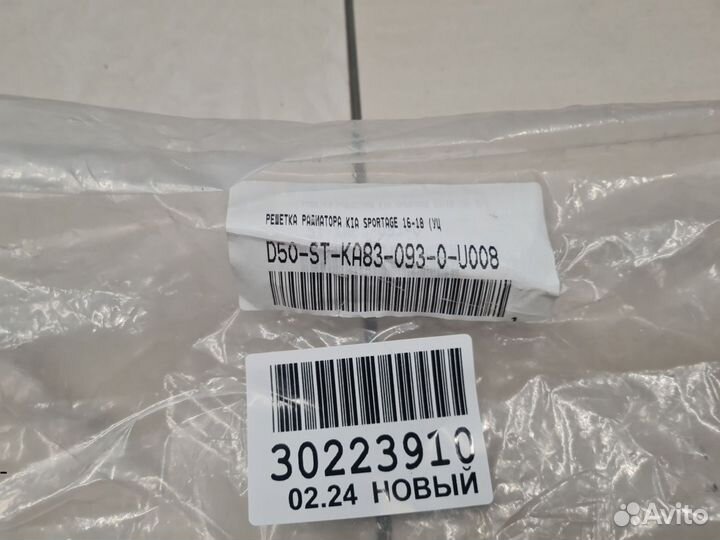 РЕШЕТКА РАДИАТОРА KIA SPORTAGE 16-18 (УЦ
D50-ST-KA83-093-0-U008
30223910
02.24 НОВЫЙ
Avito